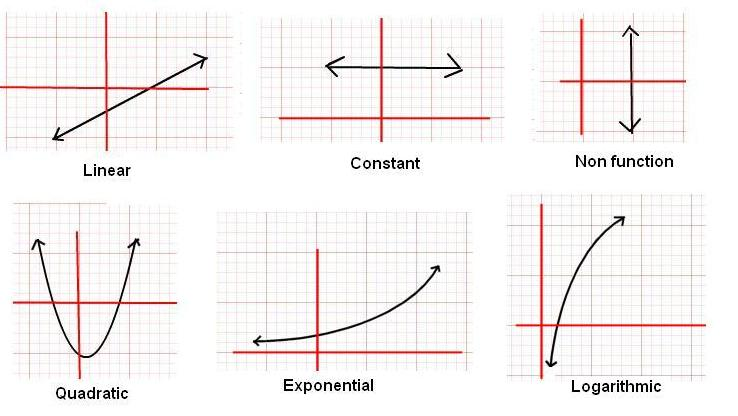 Linear
Constant
Non function
Quadratic
Exponential
Logarithmic